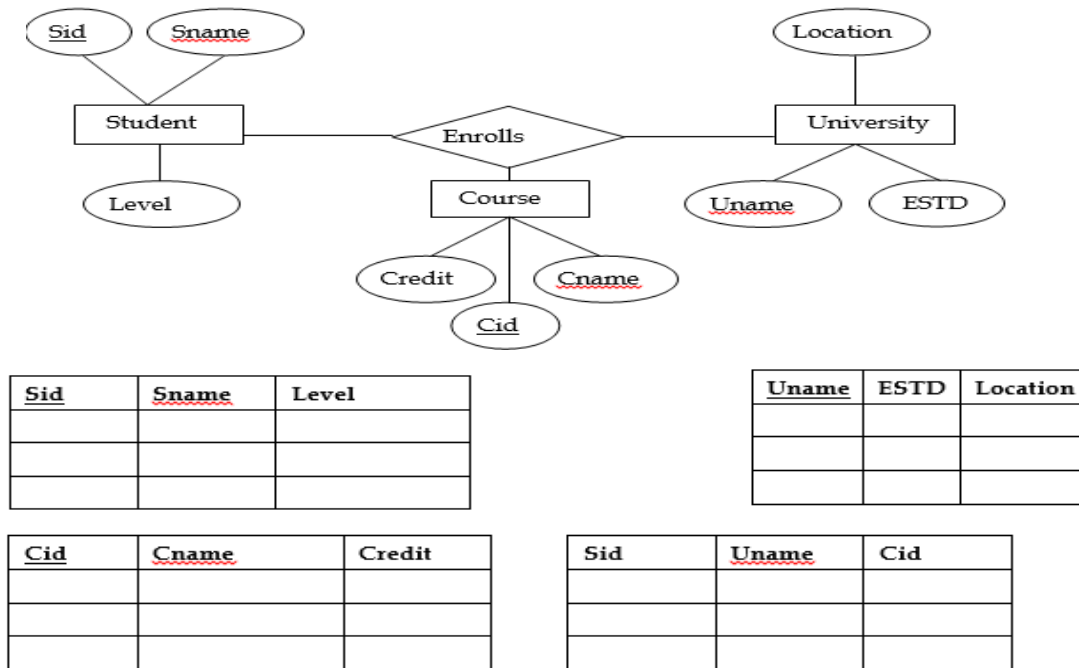 Sid Sname Location
Student Enrolls University
Level Course Uname ESTD
Credit Cname
Cid
Sid Sname Level
Uname ESTD Location
Cid Cname Credit
Sid Uname Cid